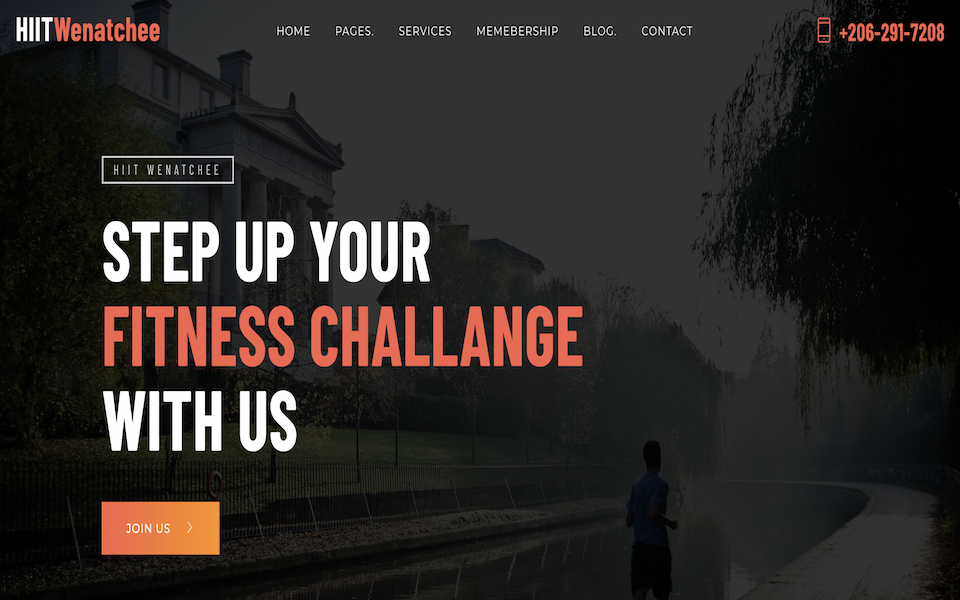 HIITWenatchee
HOME PAGES. SERVICES MEMEBERSHIP BLOG. CONTACT
+206-291-7208
HIIT WENATCHEE
STEP UP YOUR
FITNESS CHALLANGE
WITH US
JOIN US